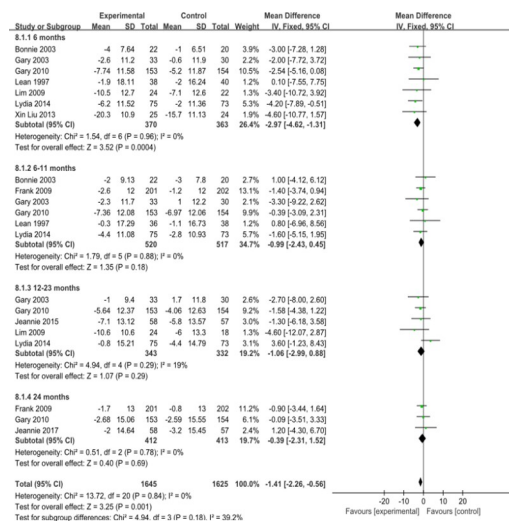 Experimental Control Mean Difference Mean Difference
Study or Subgroup Mean SD Total Mean SD Total Weight IV. Fixed. 95% CI IV. Fixed. 95% CI
8.1.1 6 months
Bonnie 2003 -4 7.64 22 -1 6.51 20 3.9% -3.00 [-7.28, 1.28]
Gary 2003 -2.6 11.2 33 -0.6 11.9 30 2.2% -2.00 [-7.72, 3.72]
Gary 2010 -7.74 11.58 153 -5.2 11.87 154 10.4% -2.54 [-5.16, 0.08]
Lean 1997 -1.9 18.11 38 -2 16.24 40 1.2% 0.10 [-7.55, 7.75]
Lim 2009 -10.5 12.7 24 -7.1 12.6 22 1.3% -3.40 [-10.72, 3.92]
Lydia 2014 -6.2 11.52 75 -2 11.36 73 5.3% -4.20 [-7.89, -0.51]
Xin Liu 2013 -20.3 10.9 25 -15.7 11.13 24 1.9% -4.60 [-10.77, 1.57]
Subtotal (95% CI) 370 363 26.4% -2.97 [-4.62, -1.31]
Heterogeneity: Chi² = 1.54, df = 6 (P = 0.96); I² = 0%
Test for overall effect: Z = 3.52 (P = 0.0004)
8.1.2 6-11 months
Bonnie 2003 -2 9.13 22 -3 7.8 20 2.7% 1.00 [-4.12, 6.12]
Frank 2009 -2.6 12 201 -1.2 12 202 13.1% -1.40 [-3.74, 0.94]
Gary 2003 -2.3 11.7 33 1 12.2 30 2.1% -3.30 [-9.22, 2.62]
Gary 2010 -7.36 12.08 153 -6.97 12.06 154 9.9% -0.39 [-3.09, 2.31]
Lean 1997 -0.3 17.29 36 -1.1 16.73 38 1.2% 0.80 [-6.96, 8.56]
Lydia 2014 -4.4 11.08 75 -2.8 10.93 73 5.7% -1.60 [-5.15, 1.95]
Subtotal (95% CI) 520 517 34.7% -0.99 [-2.43, 0.45]
Heterogeneity: Chi² = 1.79, df = 5 (P = 0.88); I² = 0%
Test for overall effect: Z = 1.35 (P = 0.18)
8.1.3 12-23 months
Gary 2003 -1 9.4 33 1.7 11.8 30 2.6% -2.70 [-8.00, 2.60]
Gary 2010 -5.64 12.37 153 -4.06 12.63 154 9.2% -1.58 [-4.38, 1.22]
Jeannie 2015 -7.1 13.12 58 -5.8 13.57 57 3.0% -1.30 [-6.18, 3.58]
Lim 2009 -10.6 10.6 24 -6 13.3 18 1.3% -4.60 [-12.07, 2.87]
Lydia 2014 -0.8 15.21 75 -4.4 14.79 73 3.1% 3.60 [-1.23, 8.43]
Subtotal (95% CI) 343 332 19.2% -1.06 [-2.99, 0.88]
Heterogeneity: Chi² = 4.94, df = 4 (P = 0.29); I² = 19%
Test for overall effect: Z = 1.07 (P = 0.29)
8.1.4 24 months
Frank 2009 -1.7 13 201 -0.8 13 202 11.2% -0.90 [-3.44, 1.64]
Gary 2010 -2.68 15.06 153 -2.59 15.55 154 6.2% -0.09 [-3.51, 3.33]
Jeannie 2017 -2 14.64 58 -3.2 15.45 57 2.4% 1.20 [-4.30, 6.70]
Subtotal (95% CI) 412 413 19.7% -0.39 [-2.31, 1.52]
Heterogeneity: Chi² = 0.51, df = 2 (P = 0.78); I² = 0%
Test for overall effect: Z = 0.40 (P = 0.69)
Total (95% CI) 1645 1625 100.0% -1.41 [-2.26, -0.56]
Heterogeneity: Chi² = 13.72, df = 20 (P = 0.84); I² = 0%
Test for overall effect: Z = 3.25 (P = 0.001)
Test for subgroup differences: Chi² = 4.94. df = 3 (P = 0.18). I² = 39.2%
-20 -10 0 10 20
Favours [experimental] Favours [control]